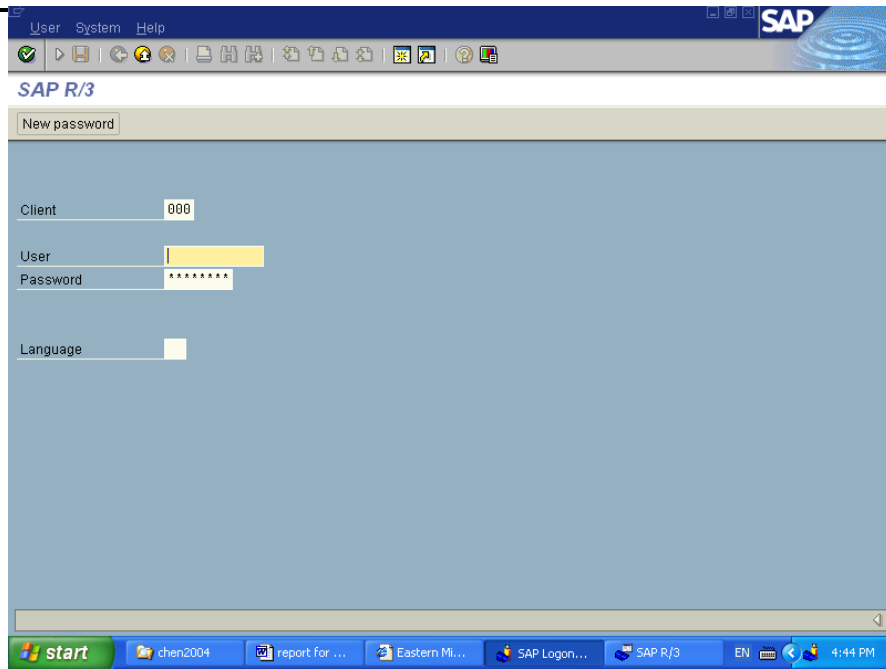 User System Help
SAP
SAP R/3
New password
Client 000
User
Password ********
Language
start chen2004 report for ... Eastern Mi... SAP Logon... SAP R/3 EN 4:44 PM